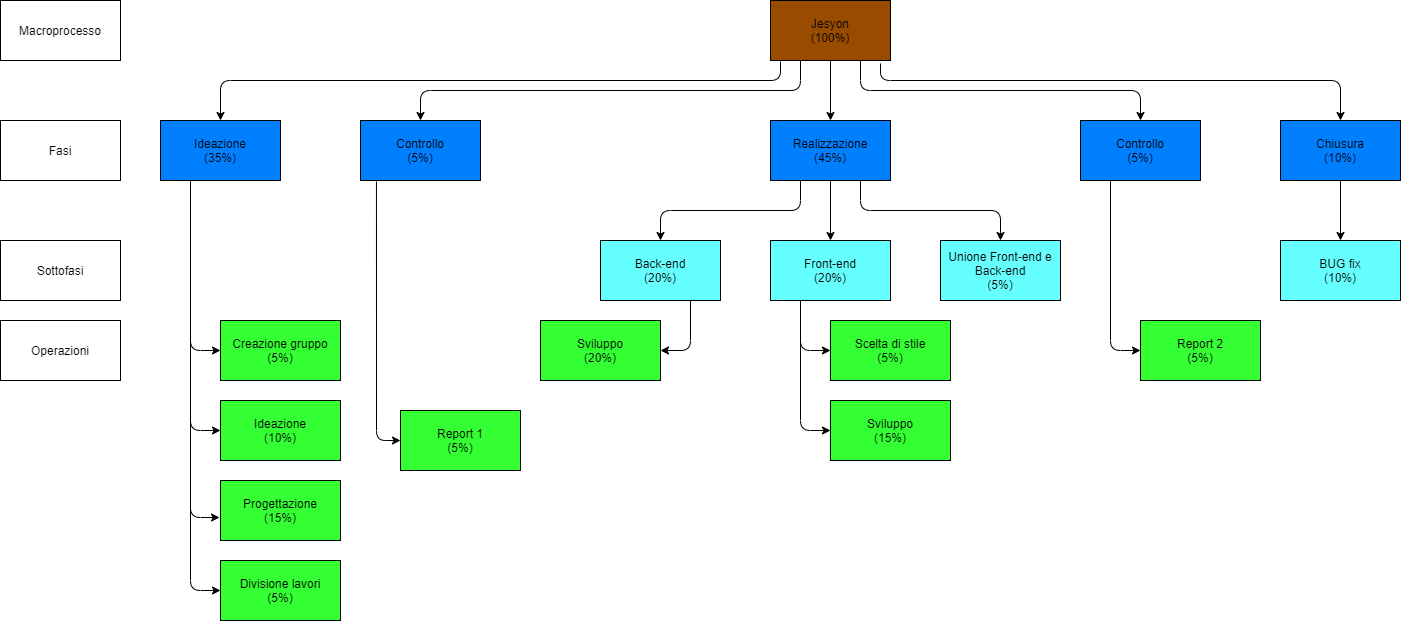 Macroprocesso
Jesyon
(100%)
Fasi
Ideazione
(35%)
Controllo
(5%)
Realizzazione
(45%)
Controllo
(5%)
Chiusura
(10%)
Sottofasi
Back-end
(20%)
Front-end
(20%)
Unione Front-end e
Back-end
(5%)
BUG fix
(10%)
Operazioni
Creazione gruppo
(5%)
Sviluppo
(20%)
Scelta di stile
(5%)
Report 2
(5%)
Ideazione
(10%)
Report 1
(5%)
Sviluppo
(15%)
Progettazione
(15%)
Divisione lavori
(5%)